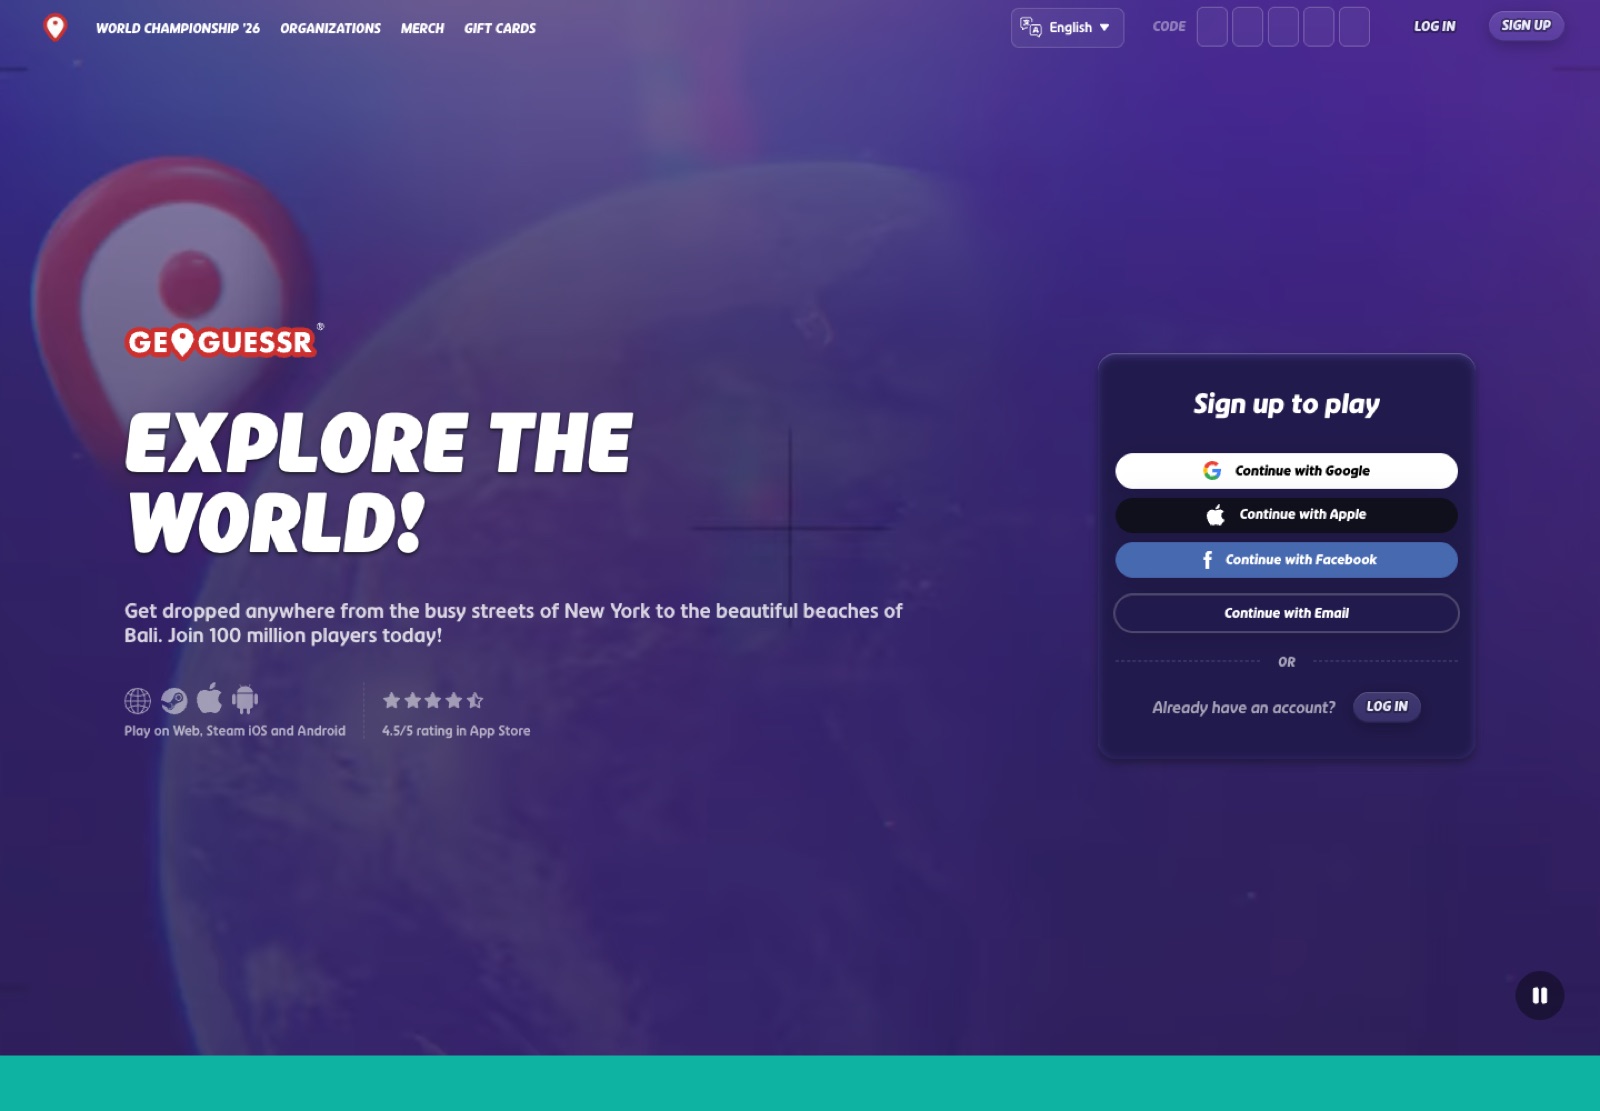 WORLD CHAMPIONSHIP '26 ORGANIZATIONS MERCH GIFT CARDS English CODE LOG IN SIGN UP
GEOGUESSR®
EXPLORE THE
WORLD!
Get dropped anywhere from the busy streets of New York to the beautiful beaches of
Bali. Join 100 million players today!
Play on Web, Steam iOS and Android
4.5/5 rating in App Store
Sign up to play
Continue with Google
Continue with Apple
Continue with Facebook
Continue with Email
OR
Already have an account? LOG IN